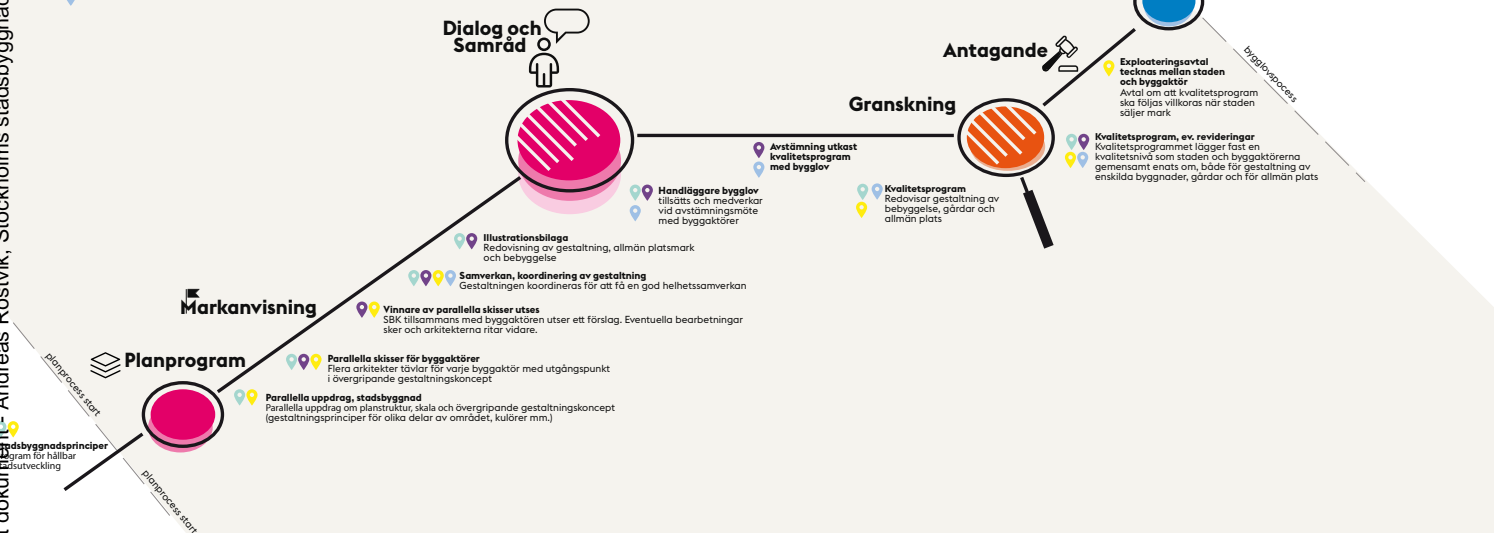 Dialog och
Samråd
Antagande
Granskning
Exploateringsavtal
tecknas mellan staden
och byggaktör
Avtal om att kvalitetsprogram
ska följas villkoras när staden
säljer mark
bygglovspocess
Kvalitetsprogram, ev. revideringar
Kvalitetsprogrammet lägger fast en
kvalitetsnivå som staden och byggaktörerna
gemensamt enats om, både för gestaltning av
enskilda byggnader, gårdar och för allmän plats
Avstämning utkast
kvalitetsprogram
med bygglov
Kvalitetsprogram
Redovisar gestaltning av
bebyggelse, gårdar och
allmän plats
Handläggare bygglov
tillsätts och medverkar
vid avstämningsmöte
med byggaktörer
Illustrationsbilaga
Redovisning av gestaltning, allmän platsmark
och bebyggelse
Samverkan, koordinering av gestaltning
Gestaltningen koordineras för att få en god helhetssamverkan
Markanvisning
Vinnare av parallella skisser utses
SBK tillsammans med byggaktören utser ett förslag. Eventuella bearbetningar
sker och arkitekterna ritar vidare.
Planprogram
Parallella skisser för byggaktörer
Flera arkitekter tävlar för varje byggaktör med utgångspunkt
i övergripande gestaltningskoncept
Parallella uppdrag, stadsbyggnad
Parallella uppdrag om planstruktur, skala och övergripande gestaltningskoncept
(gestaltningsprinciper för olika delar av området, kulörer mm.)
planprocess start
tadsbyggnadsprinciper
ogram för hållbar
tadsutveckling
planprocess start
t dokument - Andreas Rostvik, Stockholms stadsbyggnad